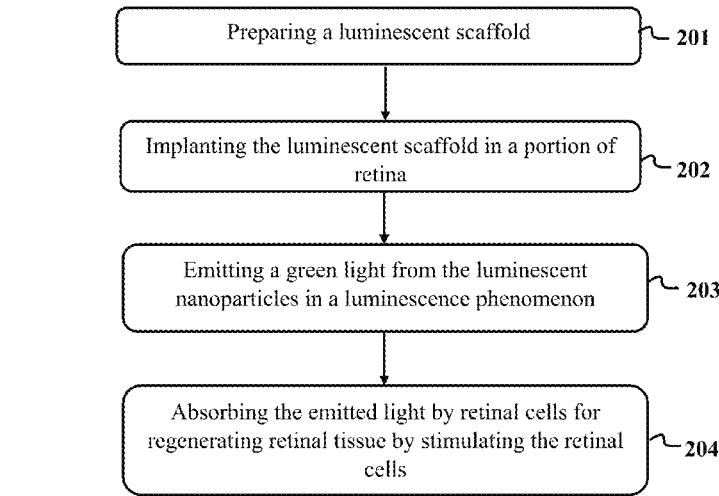 Preparing a luminescent scaffold
201
Implanting the luminescent scaffold in a portion of
retina
202
Emitting a green light from the luminescent
nanoparticles in a luminescence phenomenon
203
Absorbing the emitted light by retinal cells for
regenerating retinal tissue by stimulating the retinal
cells
204